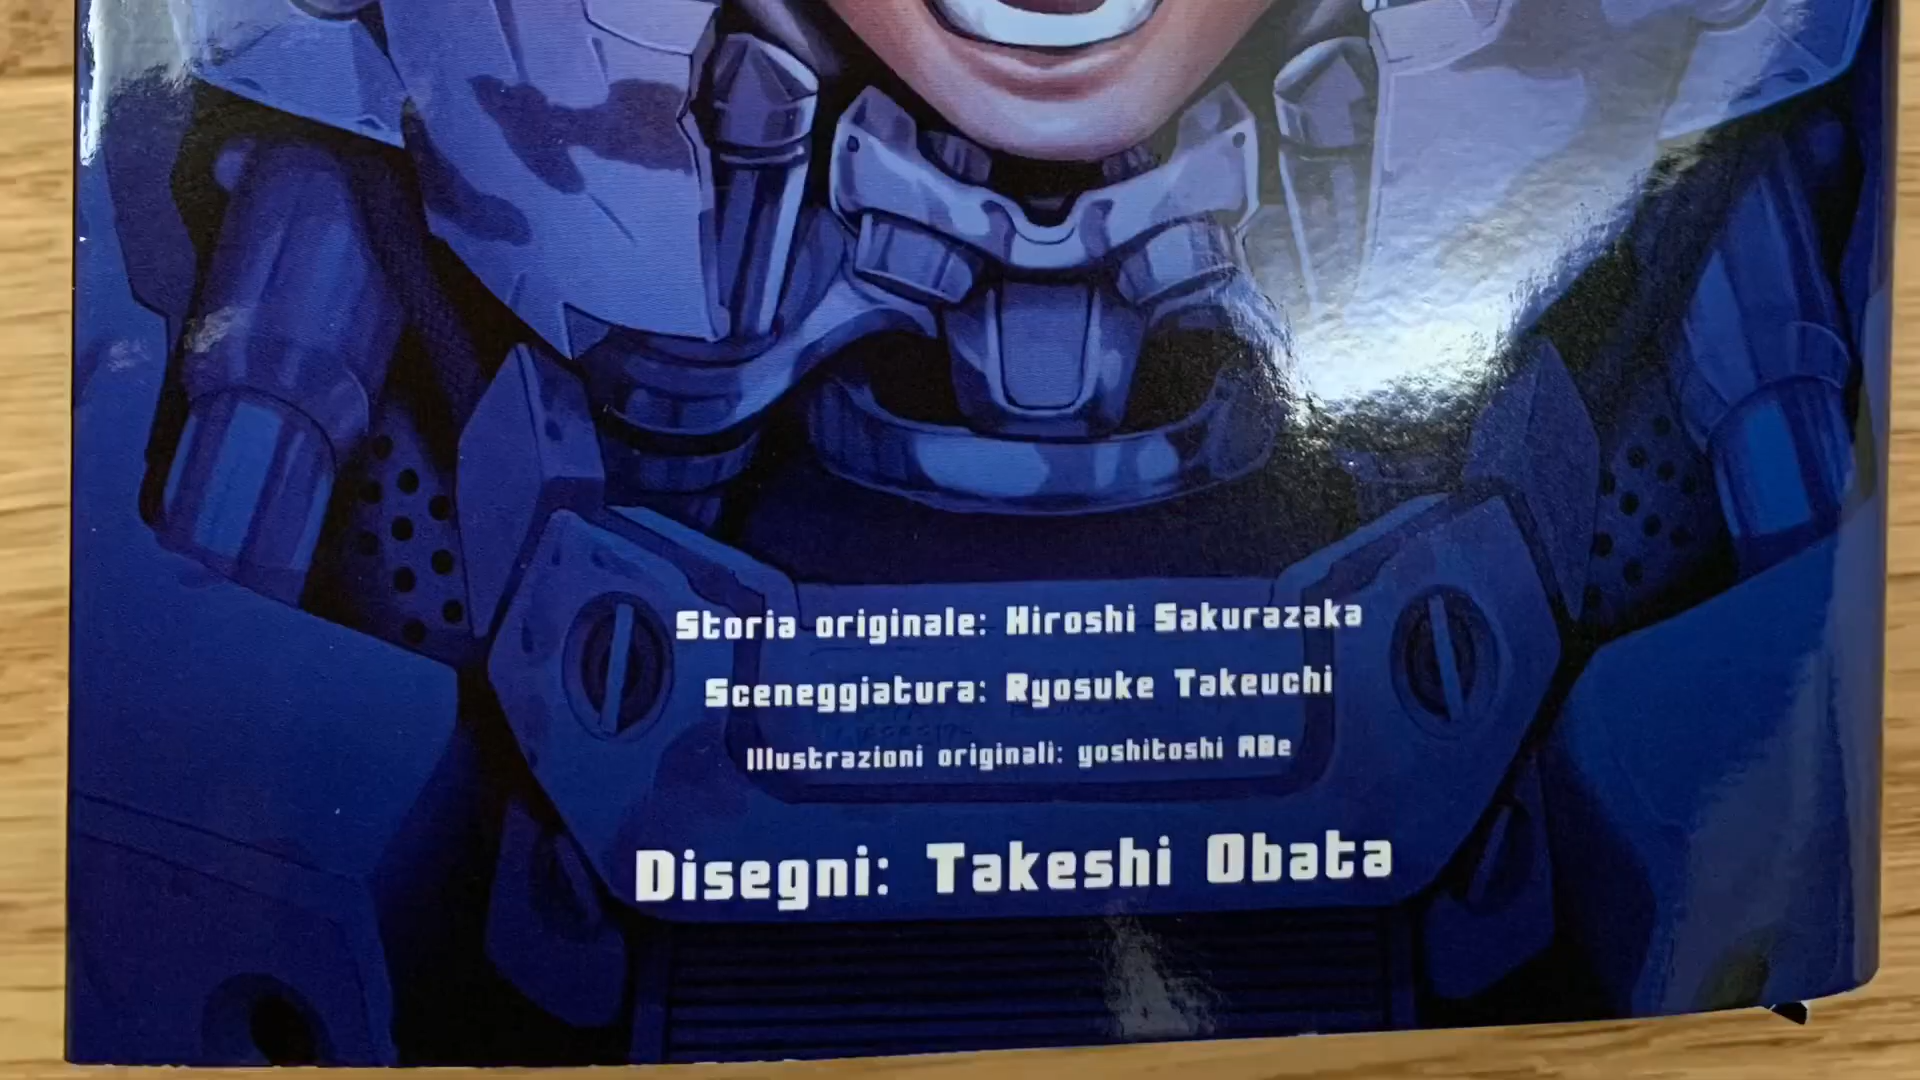 Storia originale: Hiroshi Sakurazaka
Sceneggiatura: Ryosuke Takeuchi
Illustrazioni originali: yoshitoshi ABe
Disegni: Takeshi Obata